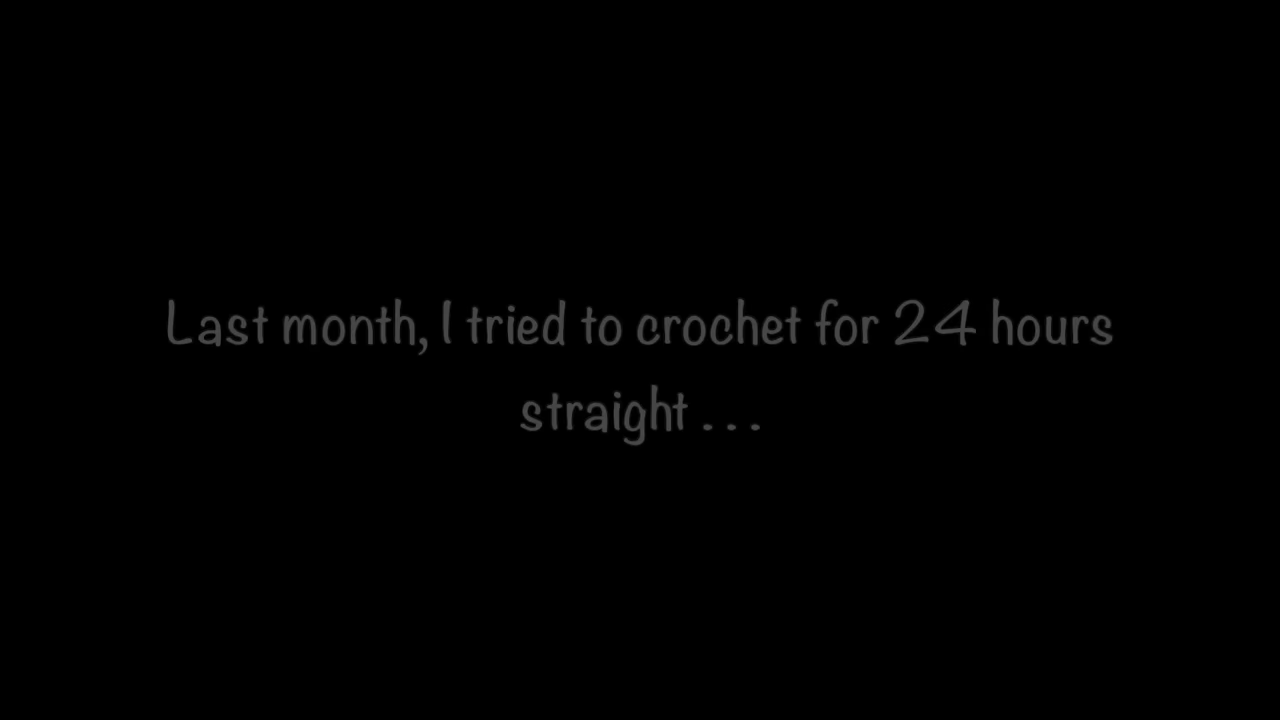 Last month, I tried to crochet for 24 hours
straight . . .